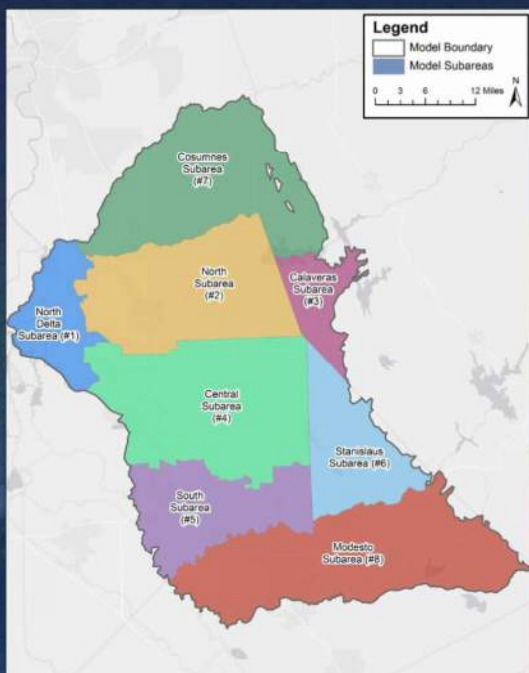 Legend
Model Boundary
Model Subareas
N
0 3 6 12 Miles
Cosumnes
Subarea
(#7)
North
Subarea
(#2)
Calaveras
Subarea
(#3)
North
Delta
Subarea (#1)
Central
Subarea
(#4)
Stanislaus
Subarea (#6)
South
Subarea
(#5)
Modesto
Subarea (#8)